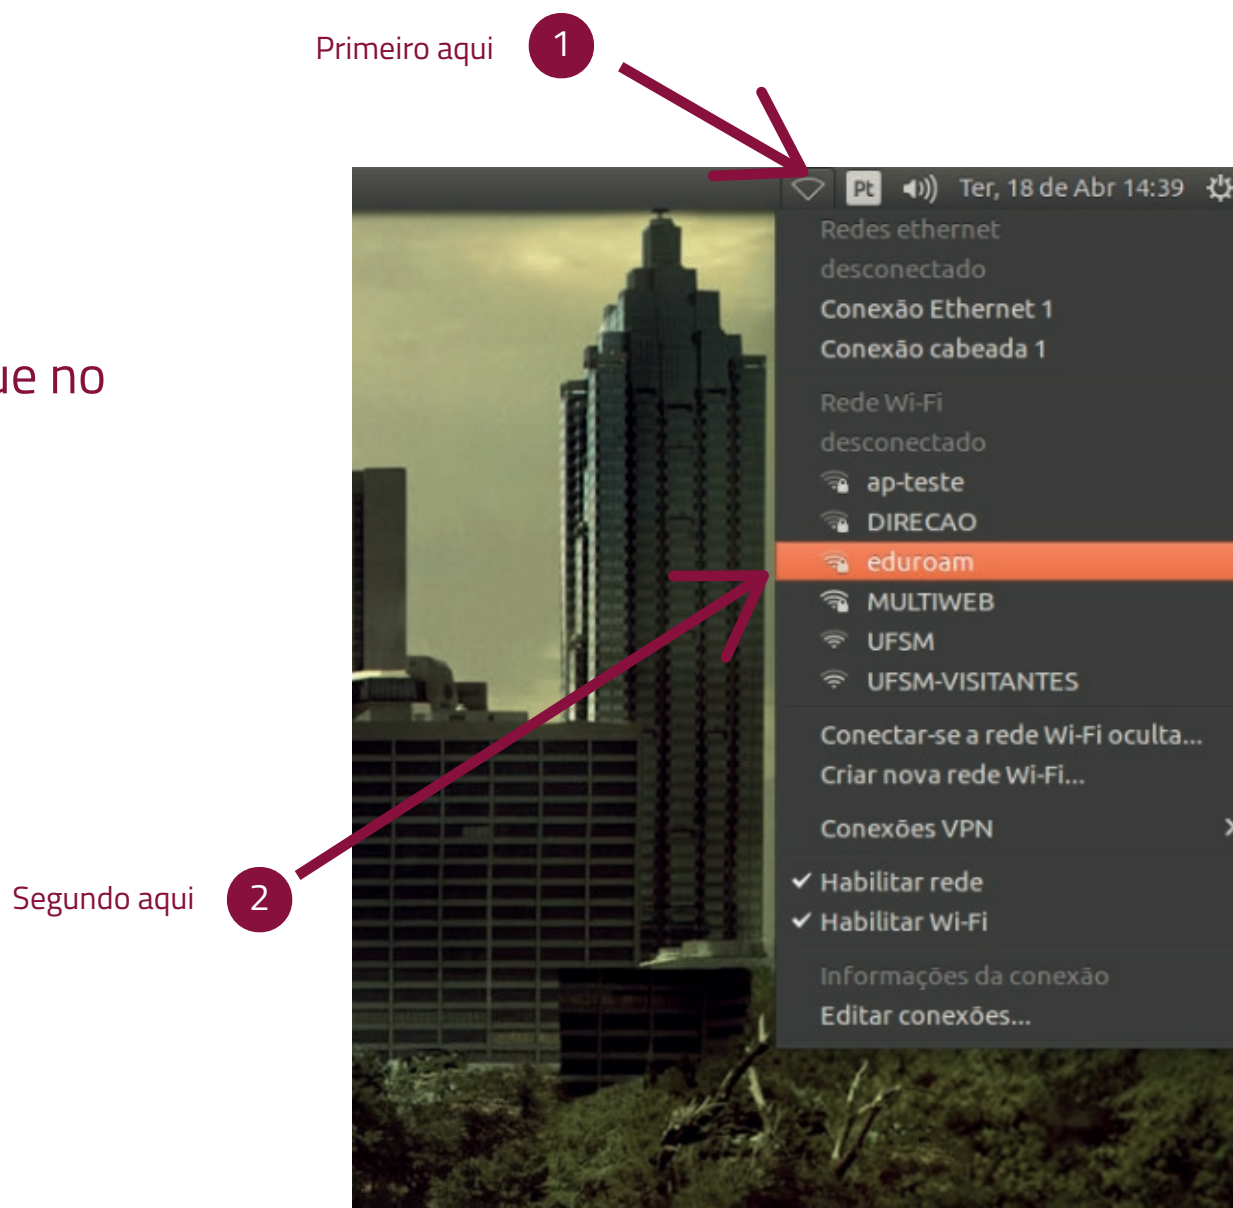 Primeiro aqui 1
Pt Ter, 18 de Abr 14:39
Redes ethernet
desconectado
Conexão Ethernet 1
Conexão cabeada 1
no
Rede Wi-Fi
desconectado
ap-teste
DIRECAO
eduroam
MULTIWEB
UFSM
UFSM-VISITANTES
Conectar-se a rede Wi-Fi oculta...
Criar nova rede Wi-Fi...
Conexões VPN
Segundo aqui 2
Habilitar rede
Habilitar Wi-Fi
Informações da conexão
Editar conexões...